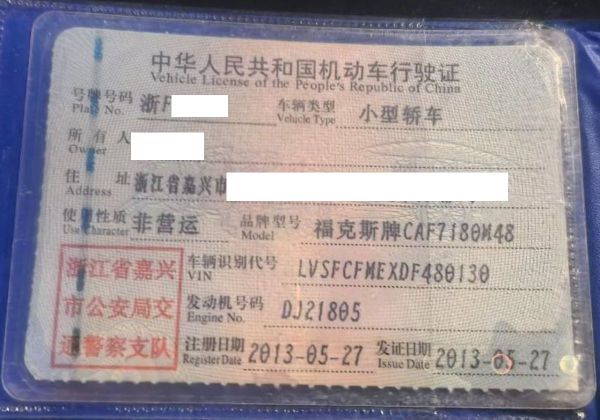 中华人民共和国机动车行驶证
Vehicle License of the People's Republic of China
号牌号码 浙F 车辆类型 小型轿车
Plate No. Vehicle Type
所有人
Owner
住址 浙江省嘉兴市
Address
使用性质 非营运 品牌型号 福克斯牌CAF7180M48
Use Character Model
浙江省嘉兴 车辆识别代号 LVSFCFMEXDF480130
VIN
市公安局交 发动机号码 DJ21805
Engine No.
通警察支队 注册日期 2013-05-27 发证日期 2013-05-27
Register Date Issue Date